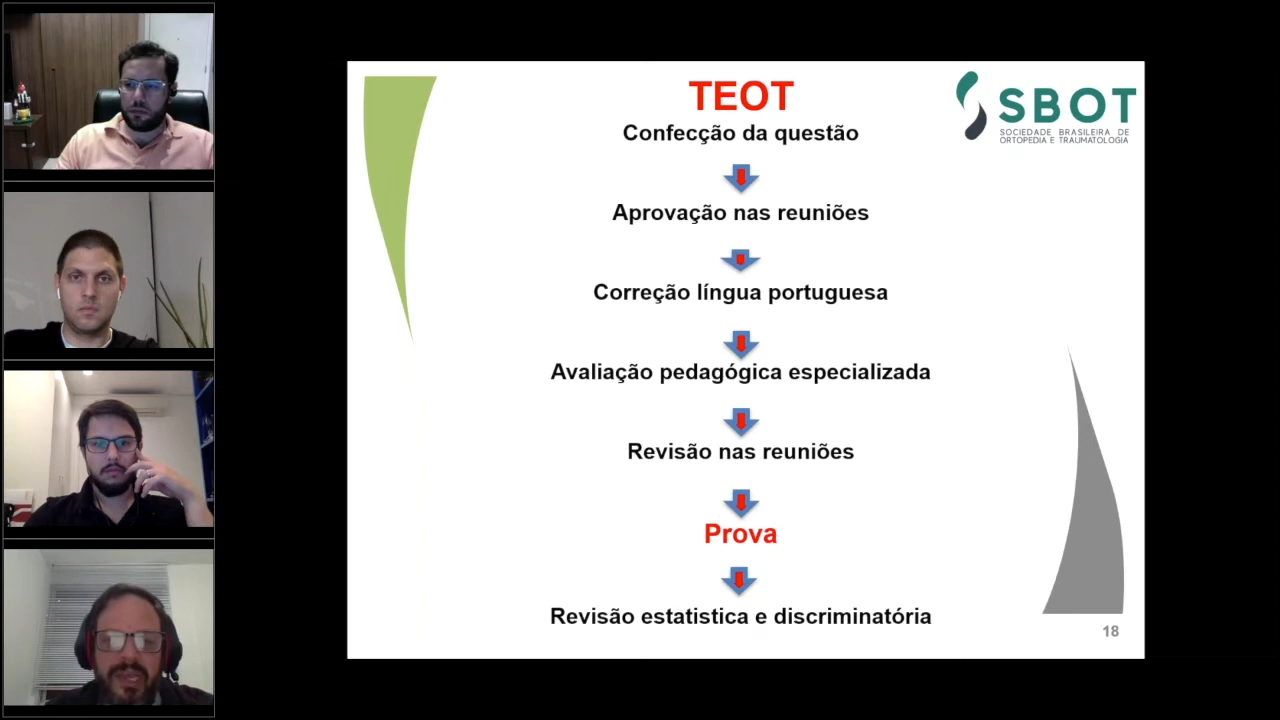 TEOT
SBOT
SOCIEDADE BRASILEIRA DE
ORTOPEDIA E TRAUMATOLOGIA
Confecção da questão
Aprovação nas reuniões
Correção língua portuguesa
Avaliação pedagógica especializada
Revisão nas reuniões
Prova
Revisão estatistica e discriminatória
18